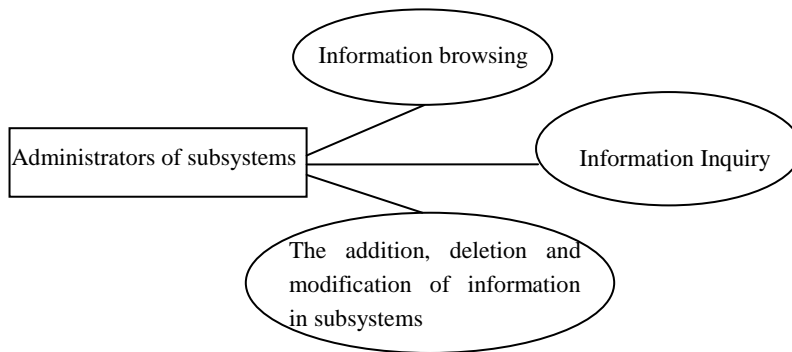 Information browsing
Administrators of subsystems
Information Inquiry
The addition, deletion and
modification of information
in subsystems